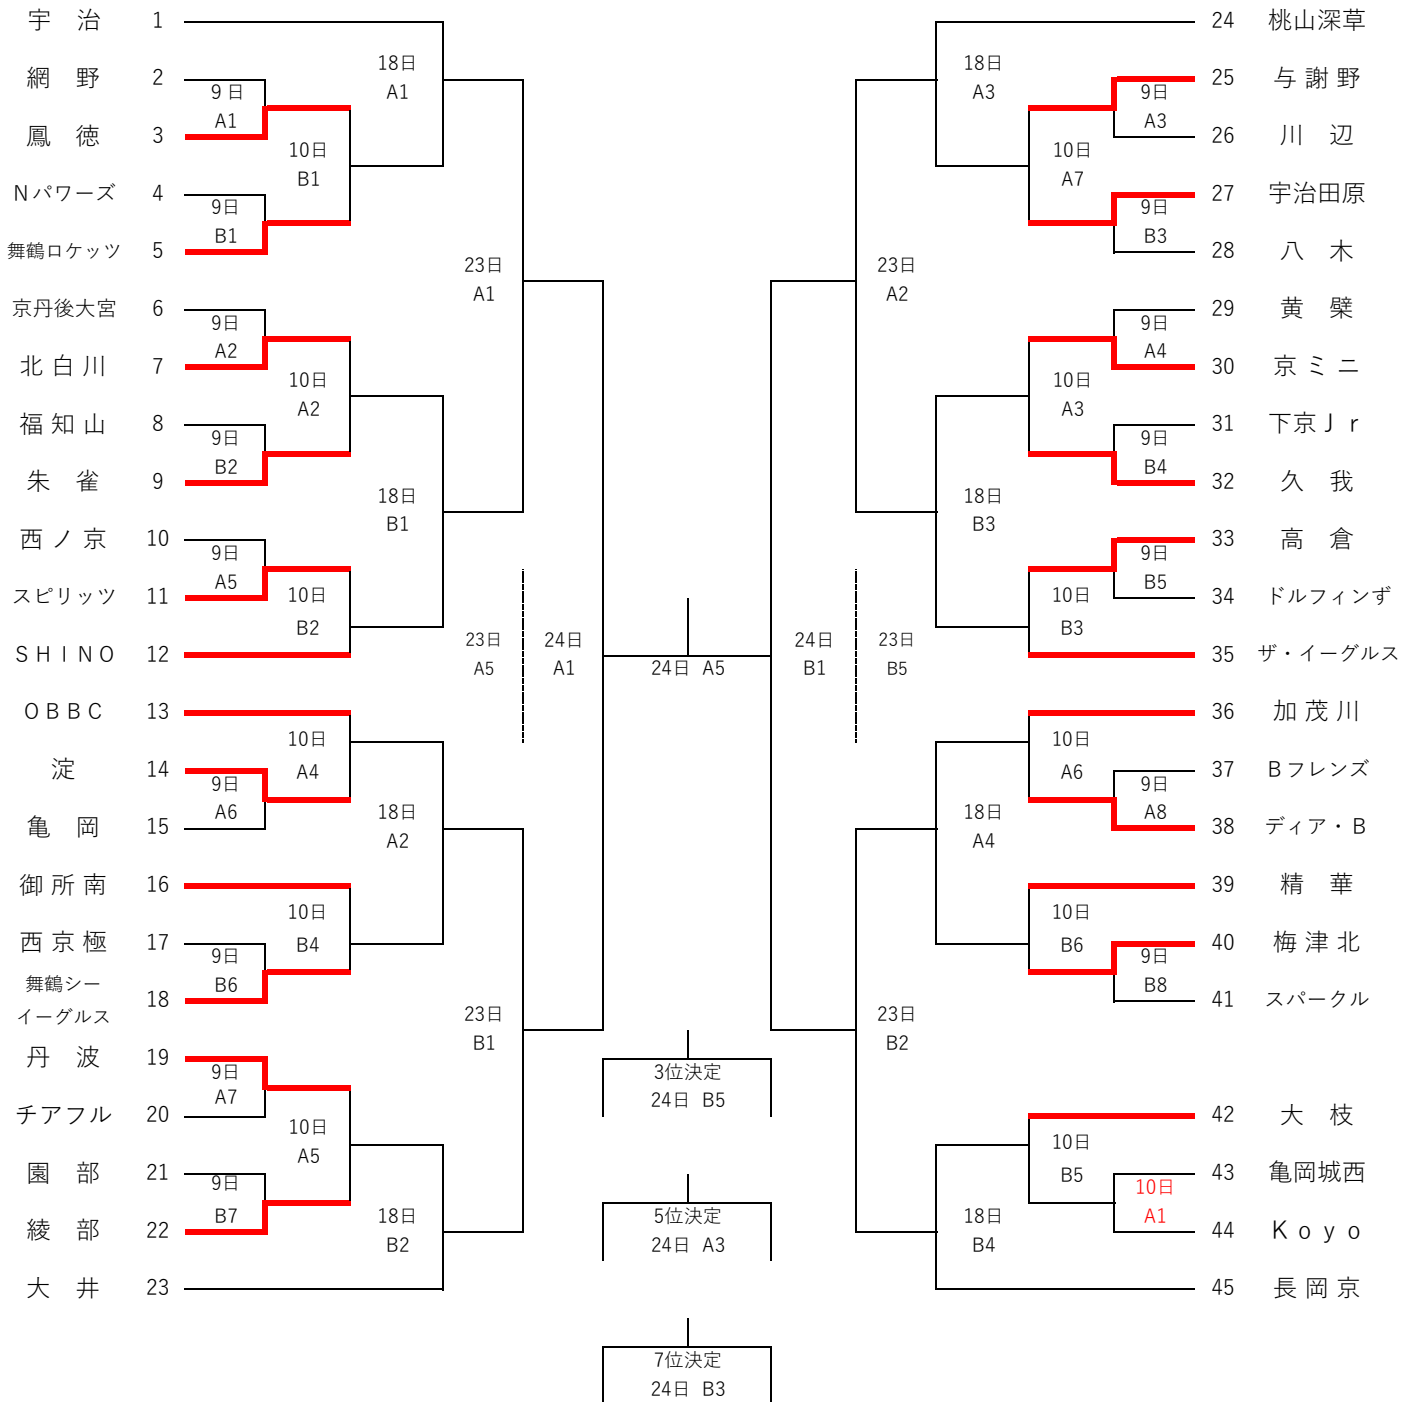 宇 治 1
網 野 2
9 日
A1
鳳 徳 3
10日
B1
18日
A1
Nパワーズ 4
9日
B1
舞鶴ロケッツ 5
23日
A1
京丹後大宮 6
9日
A2
北 白 川 7
10日
A2
福 知 山 8
9日
B2
朱 雀 9
18日
B1
西 ノ 京 10
9日
A5
スピリッツ 11
10日
B2
SHINO 12
23日
A5
24日
A1
OBBC 13
10日
A4
淀 14
9日
A6
亀 岡 15
18日
A2
御 所 南 16
10日
B4
西 京 極 17
9日
B6
舞鶴シー
イーグルス
18
23日
B1
丹 波 19
9日
A7
チアフル 20
10日
A5
園 部 21
9日
B7
綾 部 22
18日
B2
大 井 23
24日 A5
3位決定
24日 B5
5位決定
24日 A3
7位決定
24日 B3
24 桃山深草
18日
A3
25 与 謝 野
9日
A3
26 川 辺
10日
A7
27 宇治田原
9日
B3
28 八 木
23日
A2
29 黄 檗
9日
A4
30 京 ミ ニ
10日
A3
31 下京Jr
9日
B4
32 久 我
18日
B3
33 高 倉
9日
B5
34 ドルフィンず
10日
B3
35 ザ・イーグルス
24日
B1
23日
B5
36 加 茂 川
10日
A6
37 Bフレンズ
9日
A8
38 ディア・B
18日
A4
39 精 華
10日
B6
40 梅 津 北
9日
B8
41 スパークル
23日
B2
42 大 枝
10日
B5
43 亀岡城西
10日
A1
44 Koyo
18日
B4
45 長 岡 京